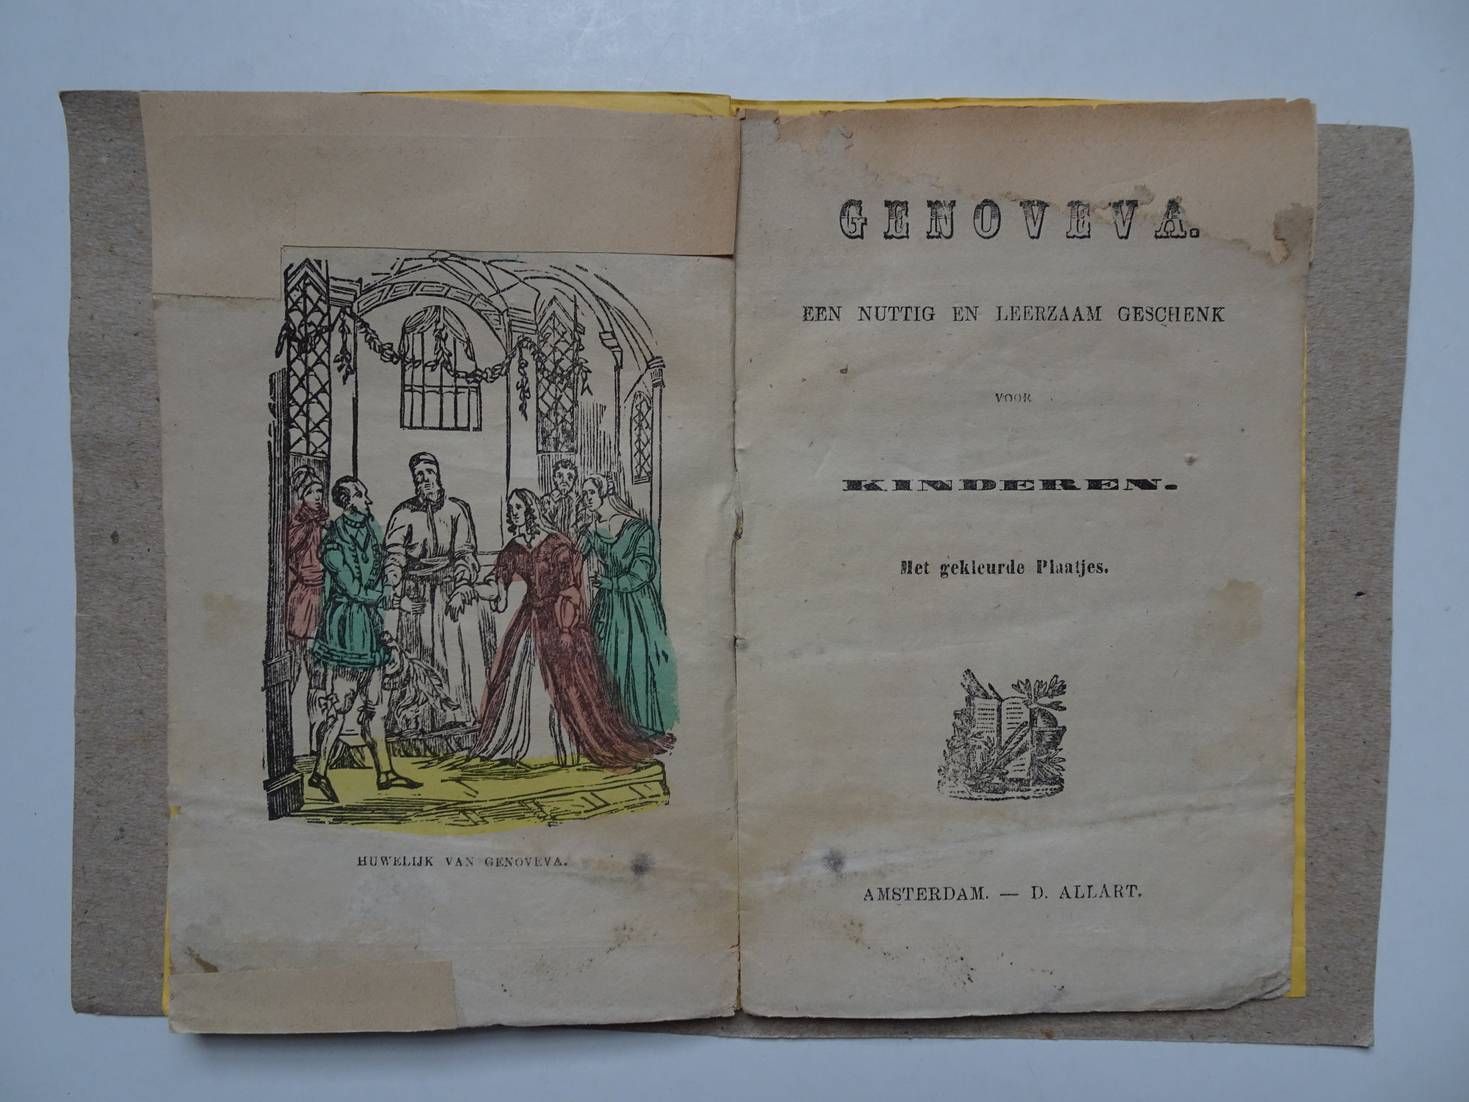 HUWELIJK VAN GENOVEVA.
GENOVEVA.
EEN NUTTIG EN LEERZAAM GESCHENK
VOOR
KINDEREN.
Met gekleurde Plaatjes.
AMSTERDAM. — D. ALLART.